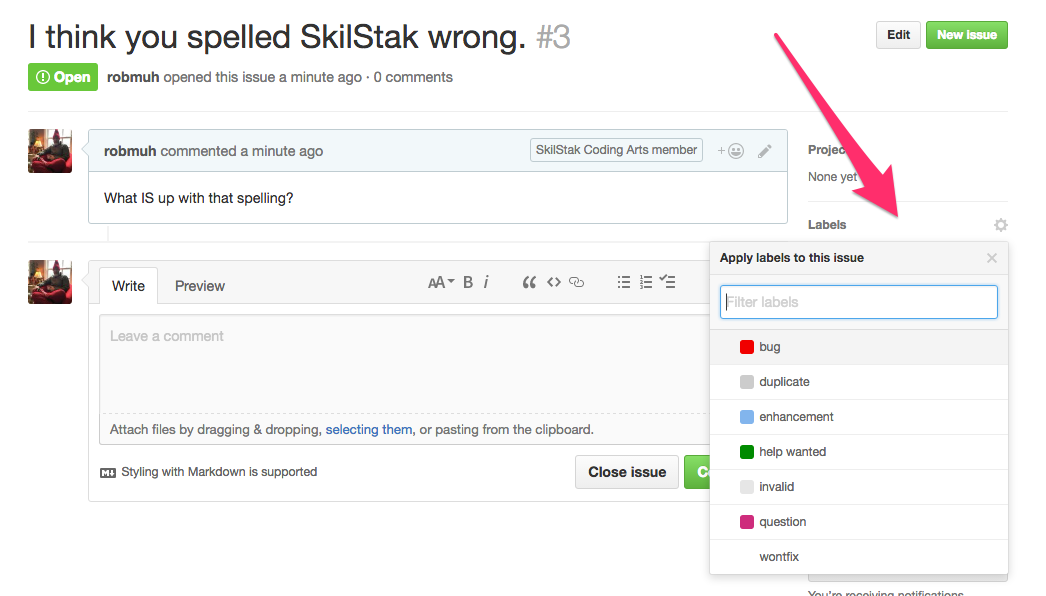 I think you spelled SkilStak wrong. #3
Edit
New issue
Open
robmuh opened this issue a minute ago · 0 comments
robmuh commented a minute ago
SkilStak Coding Arts member
What IS up with that spelling?
None yet
Labels
Apply labels to this issue
Filter labels
bug
duplicate
enhancement
help wanted
invalid
question
wontfix
Write
Preview
AA B i
Leave a comment
Attach files by dragging & dropping, selecting them, or pasting from the clipboard.
Styling with Markdown is supported
Close issue
You're receiving notifications